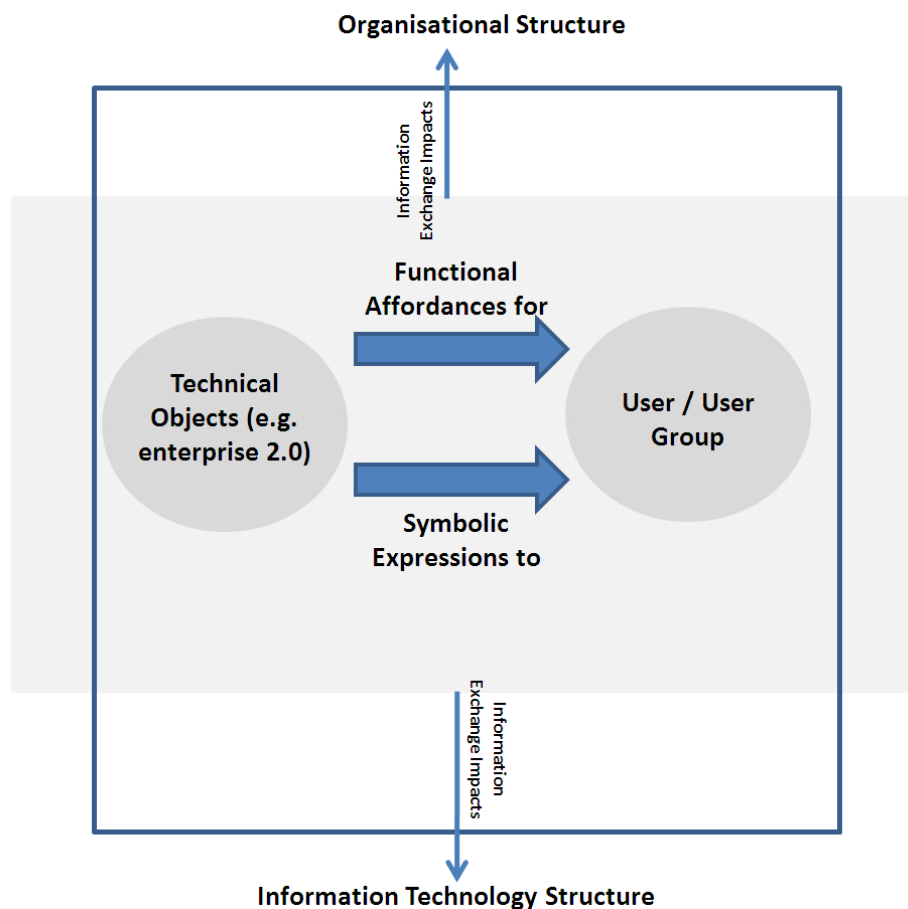 Organisational Structure
Information
Exchange Impacts
Functional
Affordances for
Technical
Objects (e.g.
enterprise 2.0)
User / User
Group
Symbolic
Expressions to
Information
Exchange Impacts
Information Technology Structure